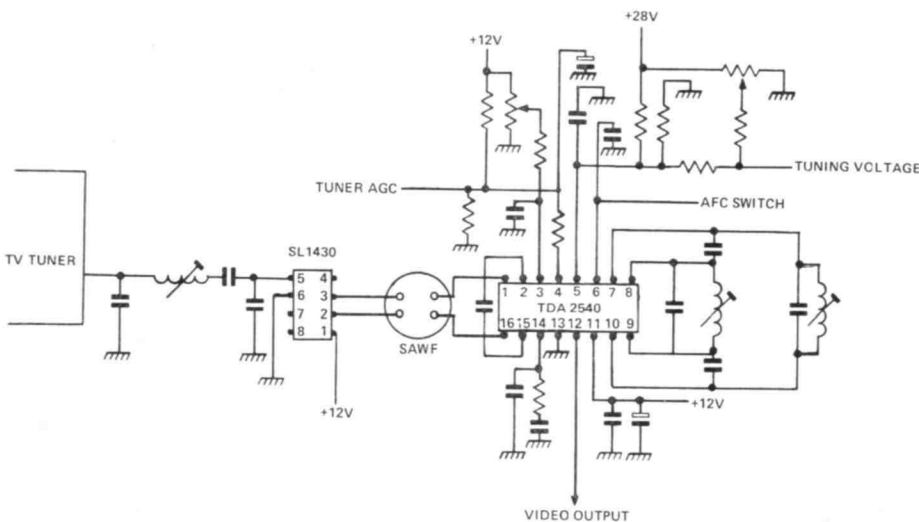 +12V
+28V
TUNING VOLTAGE
TUNER AGC
AFC SWITCH
SL1430
TV TUNER
5 4
6 3
7 2
8 1
SAWF
1 2 3 4 5 6 7 8
TDA 2540
16 15 14 13 12 11 10 9
+12V
+12V
VIDEO OUTPUT